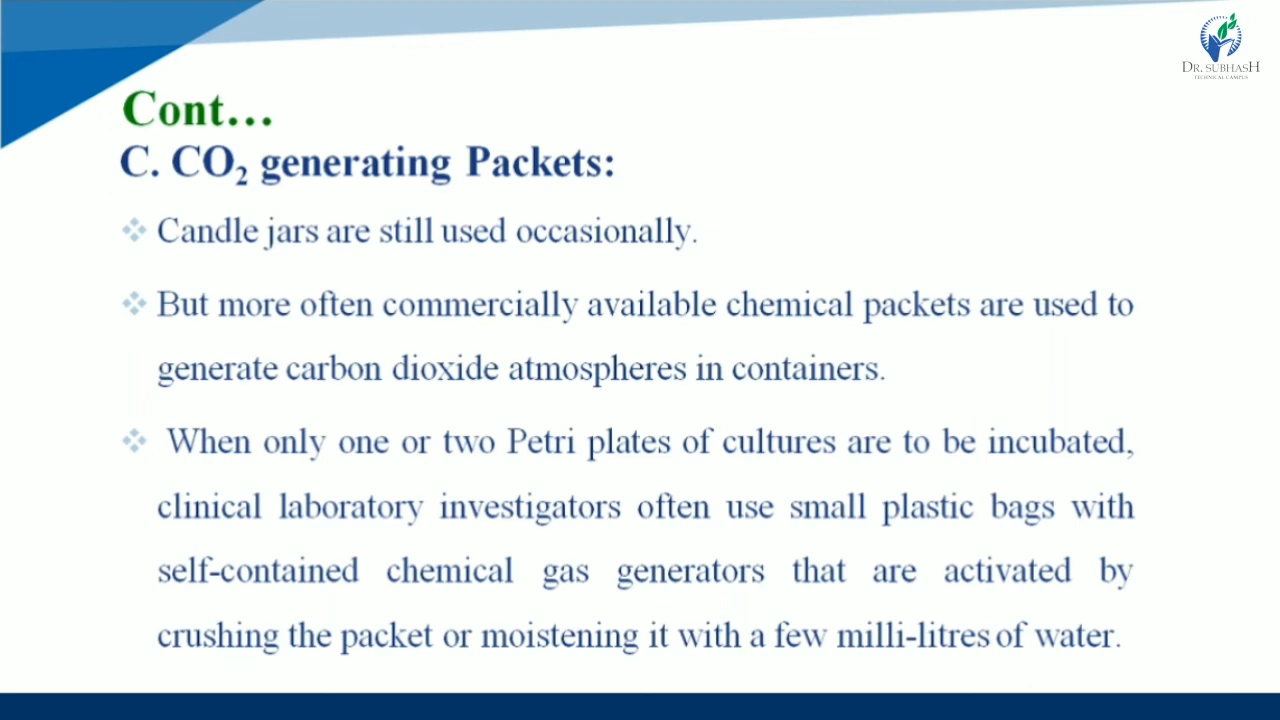 DR. SUBHASH
TECHNICAL CAMPUS
Cont...
C. CO₂ generating Packets:
Candle jars are still used occasionally.
But more often commercially available chemical packets are used to
generate carbon dioxide atmospheres in containers.
When only one or two Petri plates of cultures are to be incubated,
clinical laboratory investigators often use small plastic bags with
self-contained chemical gas generators that are activated by
crushing the packet or moistening it with a few milli-litres of water.